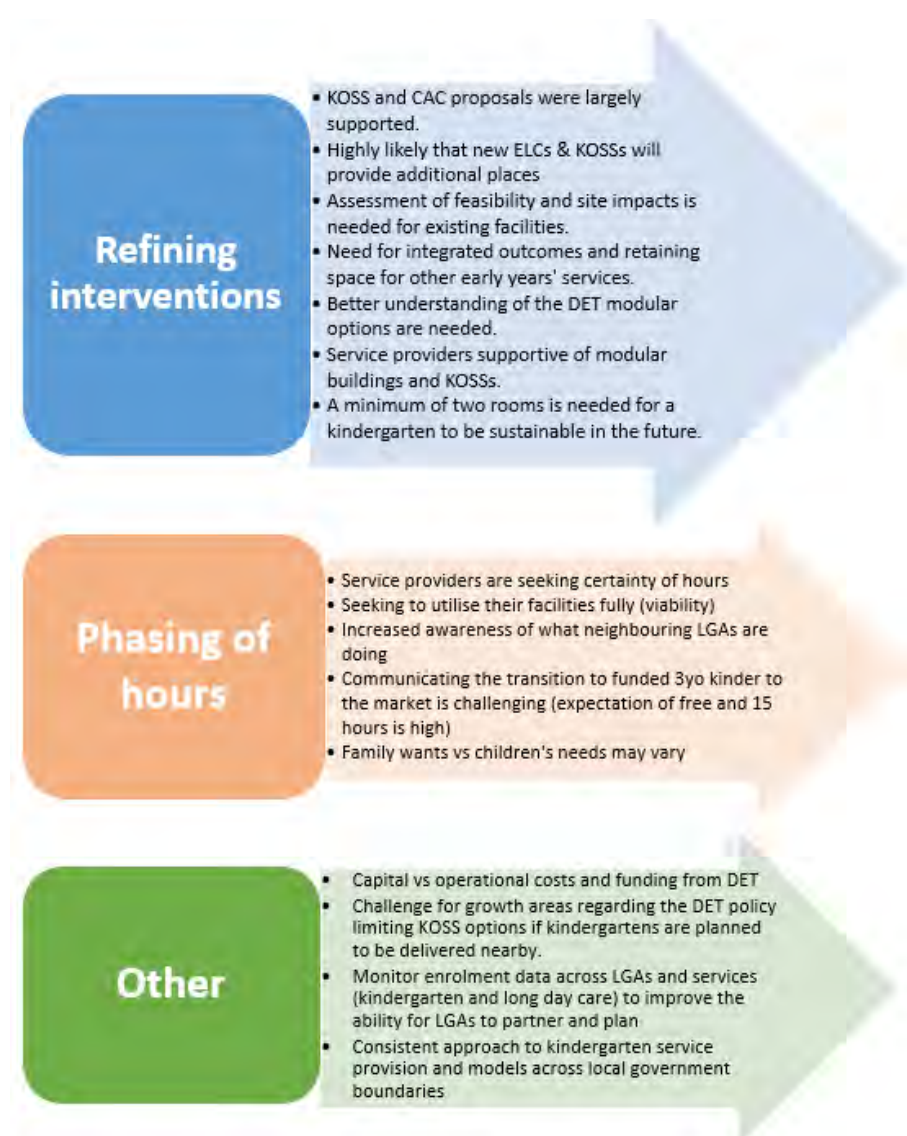 Refining
interventions
• KOSS and CAC proposals were largely
supported.
• Highly likely that new ELCs & KOSSs will
provide additional places
• Assessment of feasibility and site impacts is
needed for existing facilities.
• Need for integrated outcomes and retaining
space for other early years' services.
• Better understanding of the DET modular
options are needed.
• Service providers supportive of modular
buildings and KOSSs.
• A minimum of two rooms is needed for a
kindergarten to be sustainable in the future.
Phasing of
hours
• Service providers are seeking certainty of hours
• Seeking to utilise their facilities fully (viability)
• Increased awareness of what neighbouring LGAs are
doing
• Communicating the transition to funded 3yo kinder to
the market is challenging (expectation of free and 15
hours is high)
• Family wants vs children's needs may vary
Other
• Capital vs operational costs and funding from DET
• Challenge for growth areas regarding the DET policy
limiting KOSS options if kindergartens are planned
to be delivered nearby.
• Monitor enrolment data across LGAs and services
(kindergarten and long day care) to improve the
ability for LGAs to partner and plan
• Consistent approach to kindergarten service
provision and models across local government
boundaries